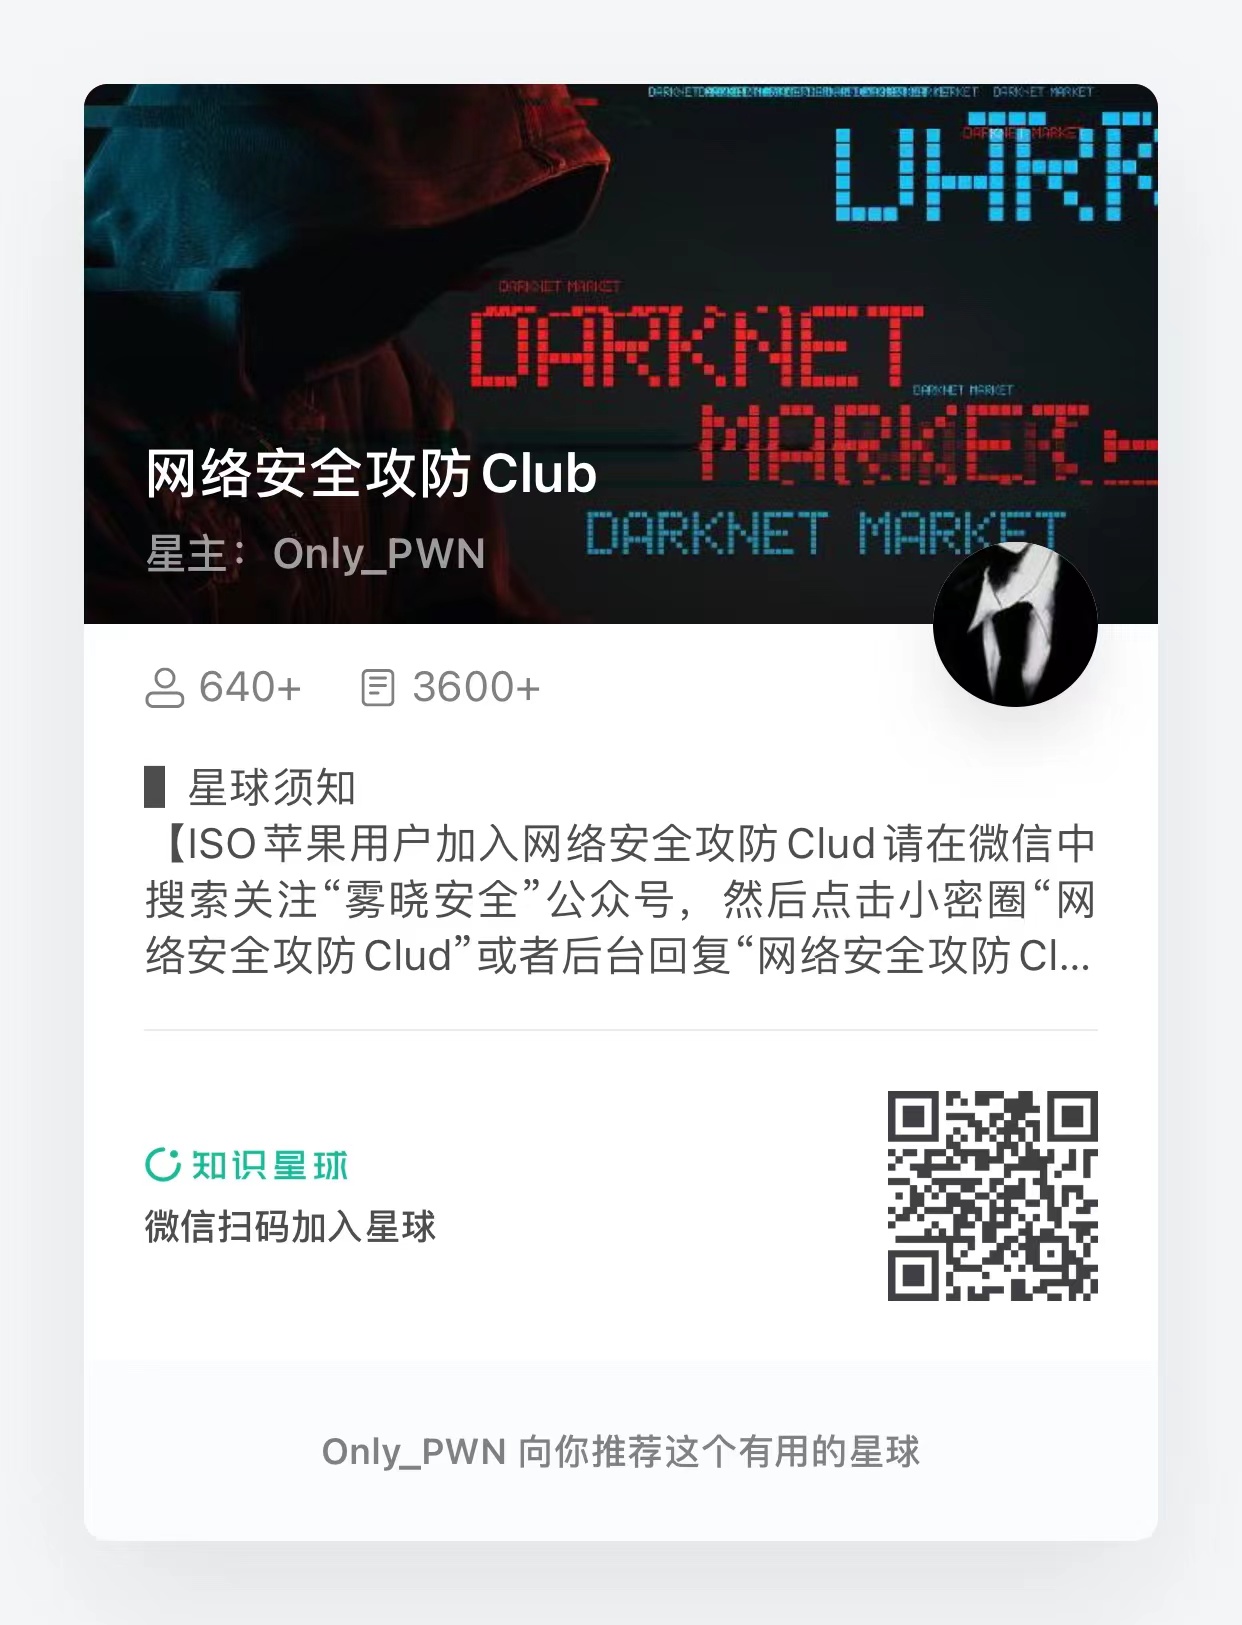 DARKNET MARKET
DARKNET MARKET
DARKNET MARKET
DARKNET
DARKNET MARKET
MARKET
网络安全攻防Club
DARKNET MARKET
星主：Only_PWN
640+ 3600+
▋ 星球须知
【ISO苹果用户加入网络安全攻防Clud请在微信中
搜索关注“雾晓安全”公众号，然后点击小密圈“网
络安全攻防Clud”或者后台回复“网络安全攻防Cl...
知识星球
微信扫码加入星球
Only_PWN 向你推荐这个有用的星球